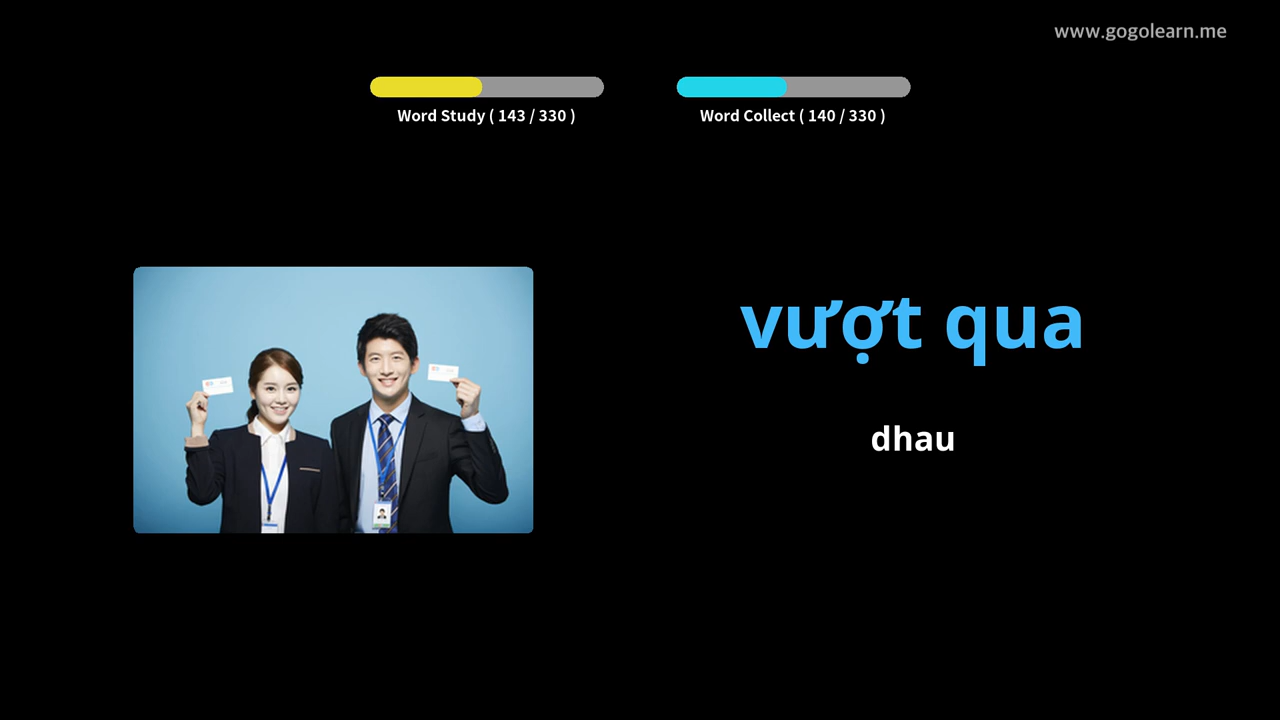 www.gogolearn.me
Word Study ( 143 / 330 )
Word Collect ( 140 / 330 )
vượt qua
dhau